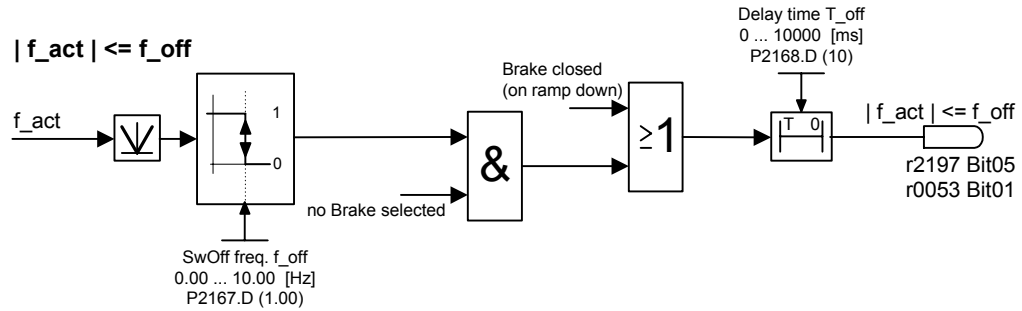 | f_act | <= f_off
f_act
1
0
SwOff freq. f_off
0.00 ... 10.00 [Hz]
P2167.D (1.00)
no Brake selected
&
Brake closed
(on ramp down)
≥1
Delay time T_off
0 ... 10000 [ms]
P2168.D (10)
T 0
| f_act | <= f_off
r2197 Bit05
r0053 Bit01